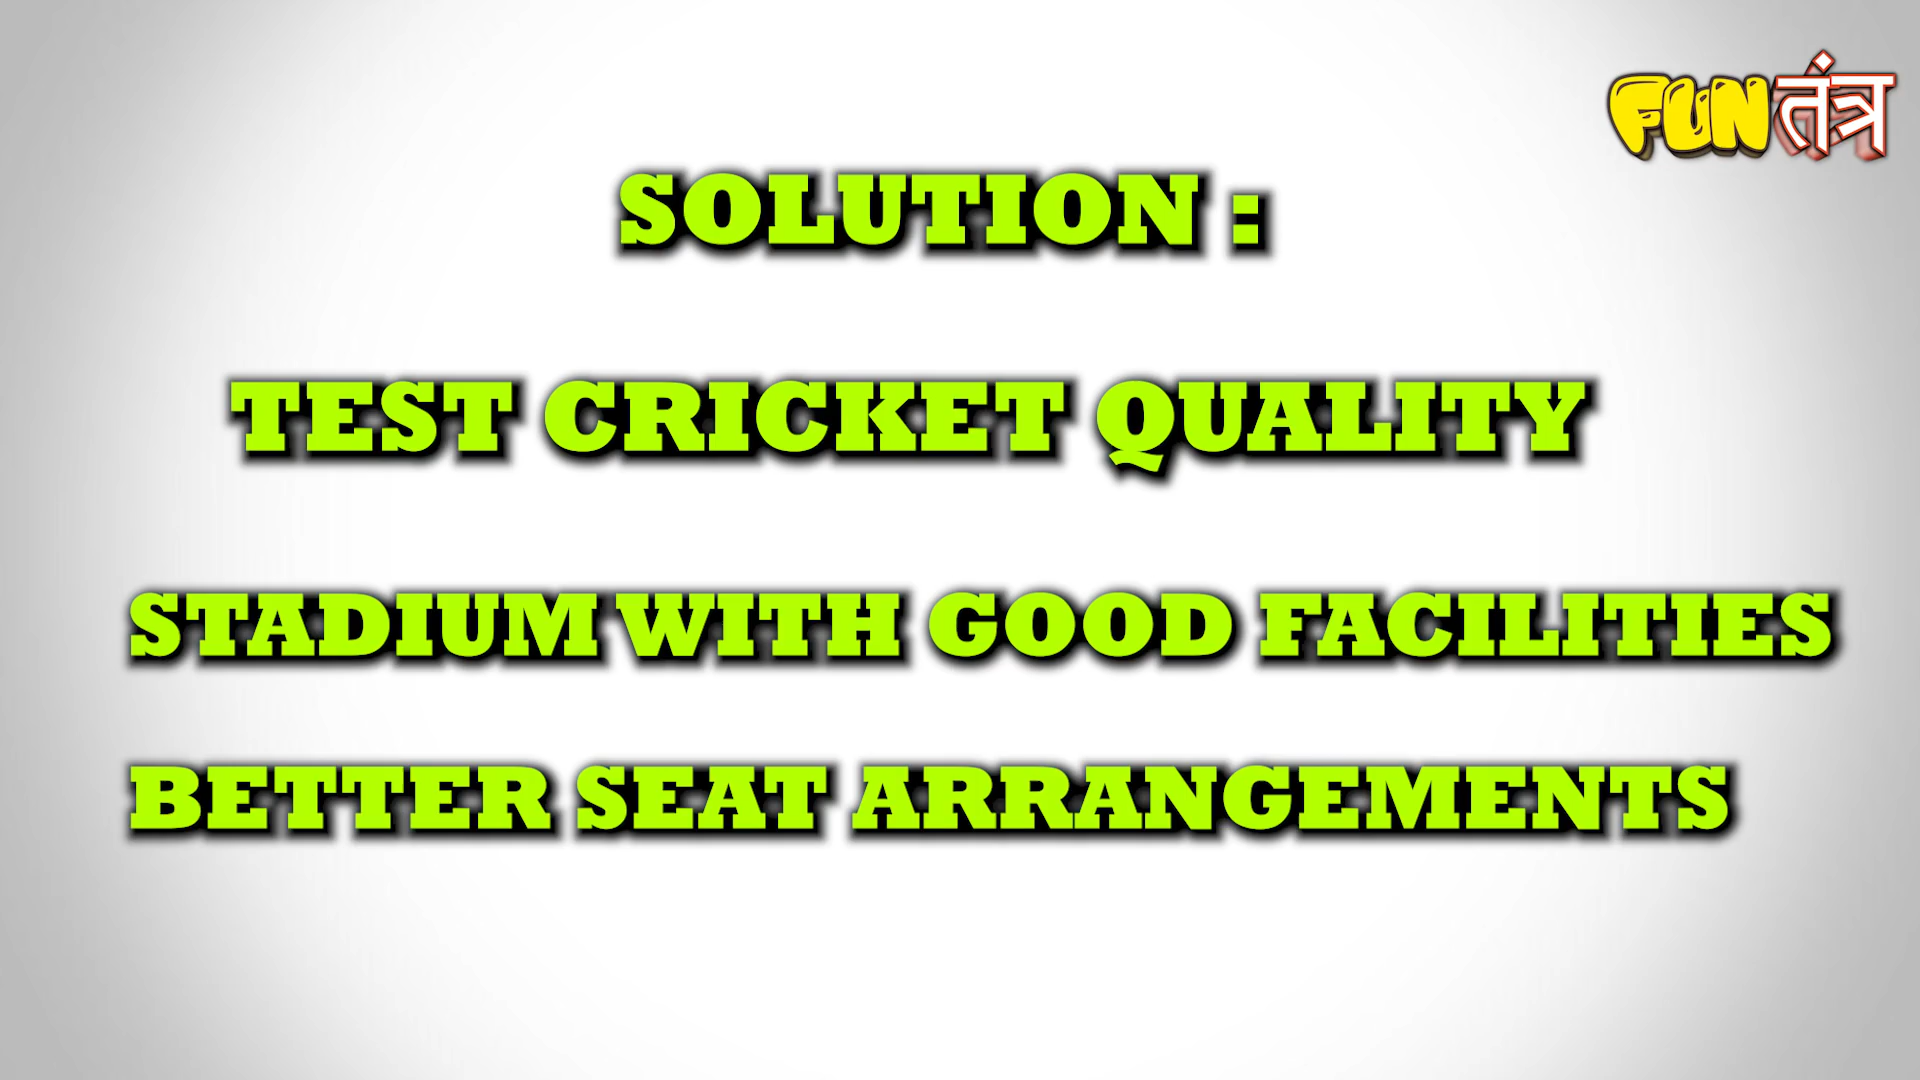 FUNतंत्र
SOLUTION :
TEST CRICKET QUALITY
STADIUM WITH GOOD FACILITIES
BETTER SEAT ARRANGEMENTS